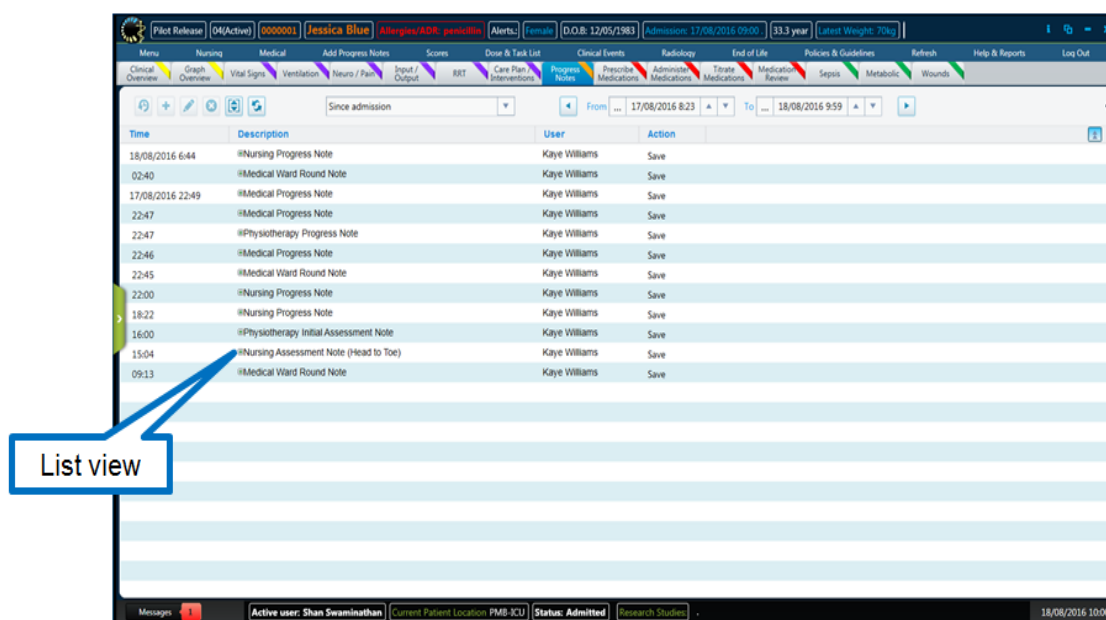 Pilot Release 04(Active) 0000001 Jessica Blue Allergies/ADR: penicillin Alerts: Female D.O.B: 12/05/1983 Admission: 17/08/2016 09:00 . 33.3 year Latest Weight: 70kg
Menu Nursing Medical Add Progress Notes Scores Dose & Task List Clinical Events Radiology End of Life Policies & Guidelines Refresh Help & Reports Log Out
Clinical Overview Graph Overview Vital Signs Ventilation Neuro / Pain Input / Output RRT Care Plan / Interventions Progress Notes Prescribe Medications Administer Medications Titrate Medications Medication Review Sepsis Metabolic Wounds
Since admission From ... 17/08/2016 8:23 To ... 18/08/2016 9:59
Time Description User Action
18/08/2016 6:44 Nursing Progress Note Kaye Williams Save
02:40 Medical Ward Round Note Kaye Williams Save
17/08/2016 22:49 Medical Progress Note Kaye Williams Save
22:47 Medical Progress Note Kaye Williams Save
22:47 Physiotherapy Progress Note Kaye Williams Save
22:46 Medical Progress Note Kaye Williams Save
22:45 Medical Ward Round Note Kaye Williams Save
22:00 Nursing Progress Note Kaye Williams Save
18:22 Nursing Progress Note Kaye Williams Save
16:00 Physiotherapy Initial Assessment Note Kaye Williams Save
15:04 Nursing Assessment Note (Head to Toe) Kaye Williams Save
09:13 Medical Ward Round Note Kaye Williams Save
List view
Messages 1 Active user: Shan Swaminathan Current Patient Location PMB-ICU Status: Admitted Research Studies: . 18/08/2016 10:00